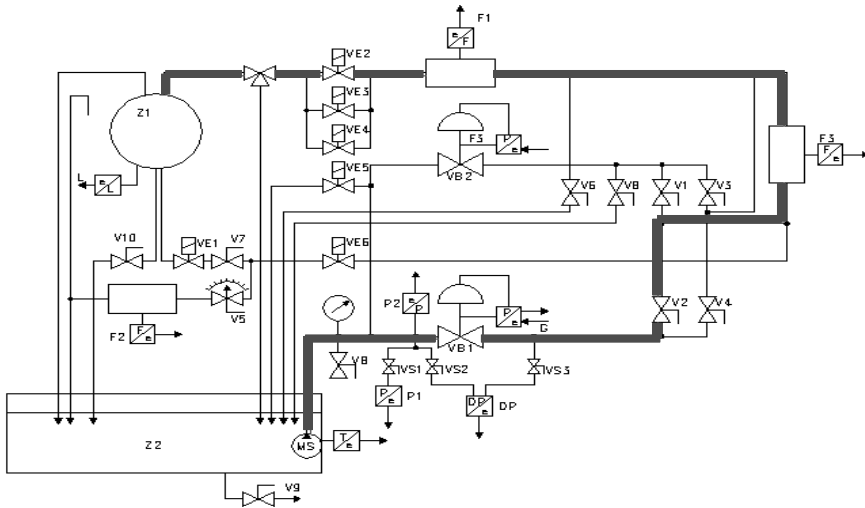 F1
e
F
VE2
Z1
VE3
VE4
F3
P
e
F3
F
e
L
e
L
VE5
VB2
V6
V8
V1
V3
V10
VE1
V7
VE6
P2
e
P
P
e
G
V2
V4
F2
F
e
V5
V8
VB1
VS1
VS2
VS3
P
e
P1
DP
e
DP
Z2
MS
T
e
V9